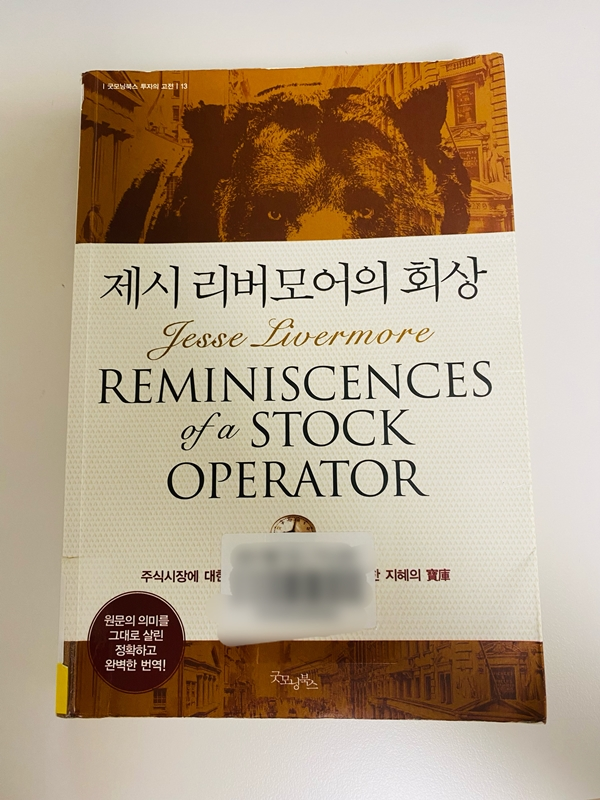 | 굿모닝북스 투자의 고전 | 13
제시 리버모어의 회상
Jesse Livermore
REMINISCENCES
of a STOCK
OPERATOR
주식시장에 대한 지혜의 寶庫
원문의 의미를
그대로 살린
정확하고
완벽한 번역!
굿모닝북스